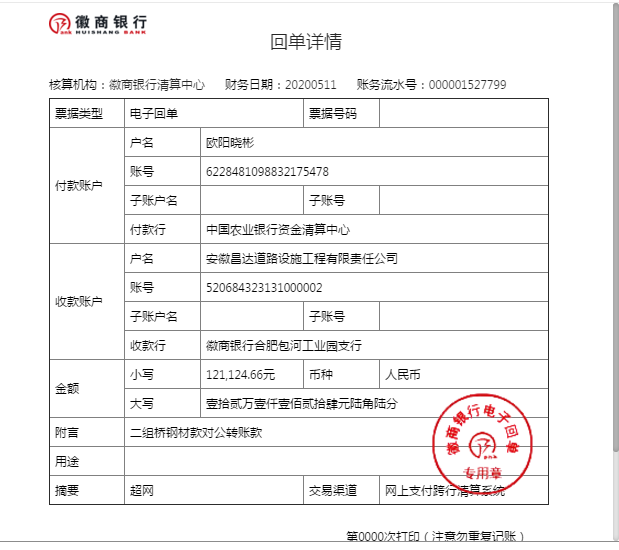 徽商银行
HUISHANG BANK
回单详情
核算机构：徽商银行清算中心 财务日期：20200511 账务流水号：000001527799
票据类型 电子回单 票据号码
付款账户
户名 欧阳晓彬
账号 6228481098832175478
子账户名 子账号
付款行 中国农业银行资金清算中心
收款账户
户名 安徽昌达道路设施工程有限责任公司
账号 520684323131000002
子账户名 子账号
收款行 徽商银行合肥包河工业园支行
金额
小写 121,124.66元 币种 人民币
大写 壹拾贰万壹仟壹佰贰拾肆元陆角陆分
附言 二组桥钢材款对公转账款
用途
摘要 超网 交易渠道 网上支付跨行清算系统
徽商银行电子回单
专用章
第0000次打印（注意勿重复记账）